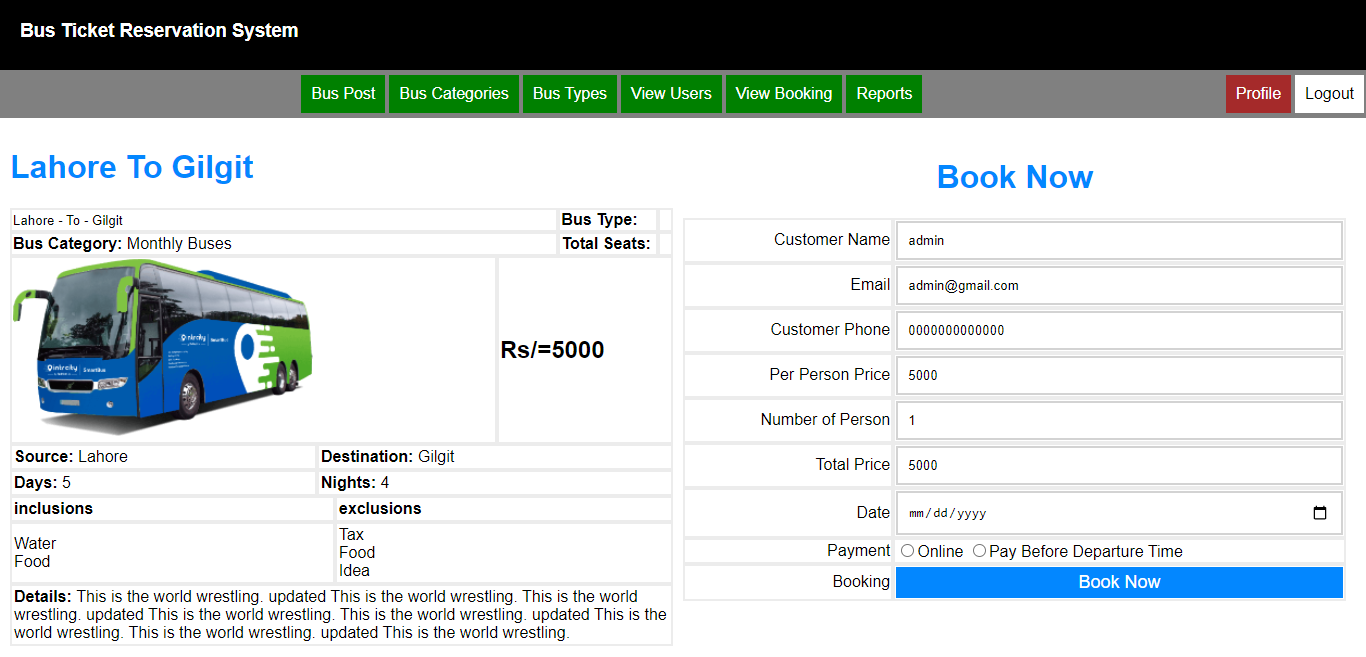 Bus Ticket Reservation System
Bus Post Bus Categories Bus Types View Users View Booking Reports Profile Logout
Lahore To Gilgit
Lahore - To - Gilgit Bus Type:
Bus Category: Monthly Buses Total Seats:
intrcity SmartBus
intrcity SmartBus
Rs/=5000
Source: Lahore Destination: Gilgit
Days: 5 Nights: 4
inclusions exclusions
Water
Food
Tax
Food
Idea
Details: This is the world wrestling. updated This is the world wrestling. This is the world
wrestling. updated This is the world wrestling. This is the world wrestling. updated This is the
world wrestling. This is the world wrestling. updated This is the world wrestling.
Book Now
Customer Name admin
Email admin@gmail.com
Customer Phone 0000000000000
Per Person Price 5000
Number of Person 1
Total Price 5000
Date mm/dd/yyyy
Payment Online Pay Before Departure Time
Booking Book Now